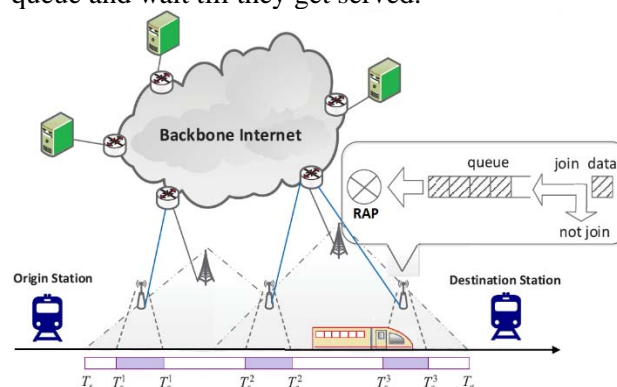 queue and wait till they get served.
Backbone Internet
queue
join data
RAP
not join
Origin Station
Destination Station